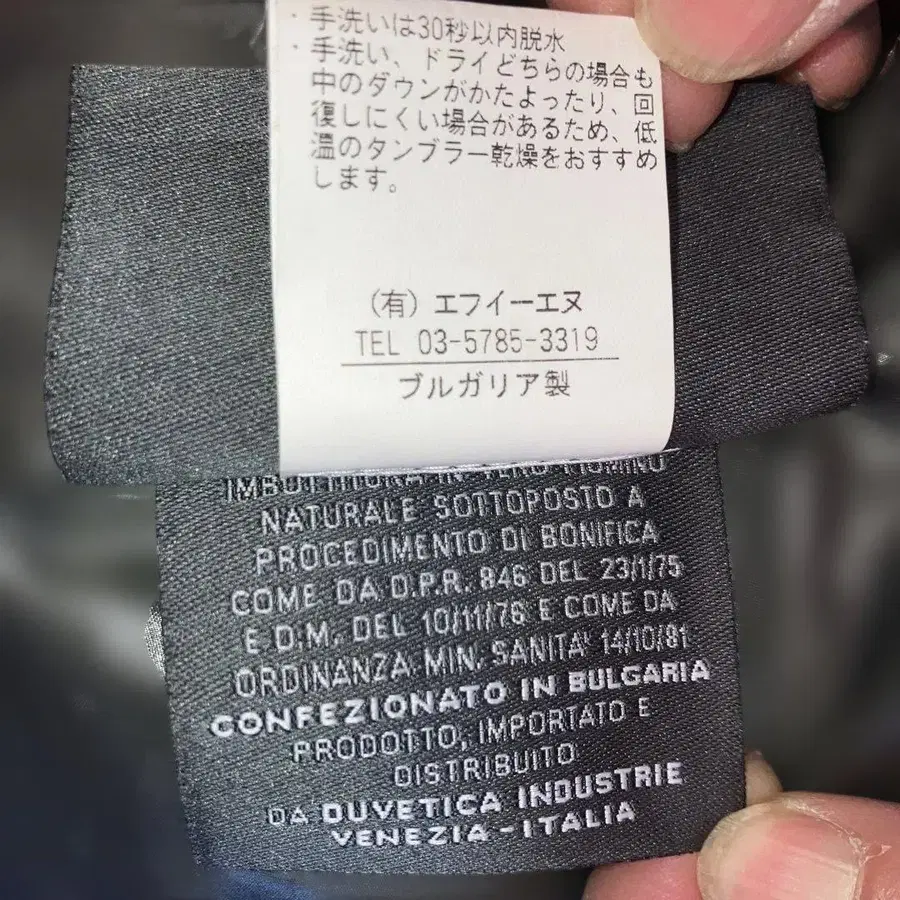 ・手洗いは30秒以内脱水
・手洗い、ドライどちらの場合も
中のダウンがかたよったり、回
復しにくい場合があるため、低
温のタンブラー乾燥をおすすめ
します。
(有) エフイーエヌ
TEL 03-5785-3319
ブルガリア製
IMBOTTITURA IN VERO PIUMINO
NATURALE SOTTOPOSTO A
PROCEDIMENTO DI BONIFICA
COME DA D.P.R. 846 DEL 23/1/75
E D.M. DEL 10/11/76 E COME DA
ORDINANZA MIN. SANITA' 14/10/81
CONFEZIONATO IN BULGARIA
PRODOTTO, IMPORTATO E
DISTRIBUITO
DA DUVETICA INDUSTRIE
VENEZIA - ITALIA